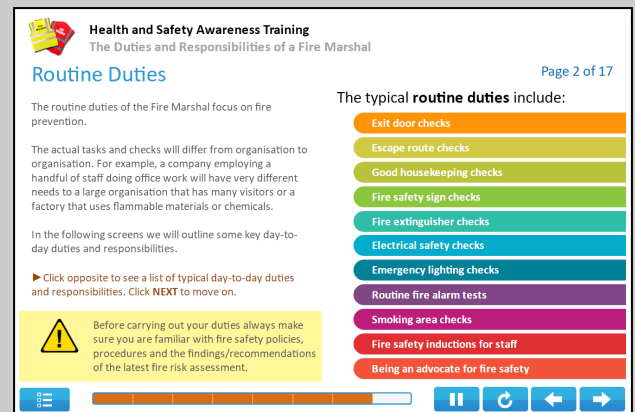 Health and Safety Awareness Training
The Duties and Responsibilities of a Fire Marshal
Routine Duties
Page 2 of 17
The routine duties of the Fire Marshal focus on fire
prevention.
The actual tasks and checks will differ from organisation to
organisation. For example, a company employing a
handful of staff doing office work will have very different
needs to a large organisation that has many visitors or a
factory that uses flammable materials or chemicals.
In the following screens we will outline some key day-to-
day duties and responsibilities.
►Click opposite to see a list of typical day-to-day duties
and responsibilities. Click NEXT to move on.
Before carrying out your duties always make
sure you are familiar with fire safety policies,
procedures and the findings/recommendations
of the latest fire risk assessment.
The typical routine duties include:
Exit door checks
Escape route checks
Good housekeeping checks
Fire safety sign checks
Fire extinguisher checks
Electrical safety checks
Emergency lighting checks
Routine fire alarm tests
Smoking area checks
Fire safety inductions for staff
Being an advocate for fire safety